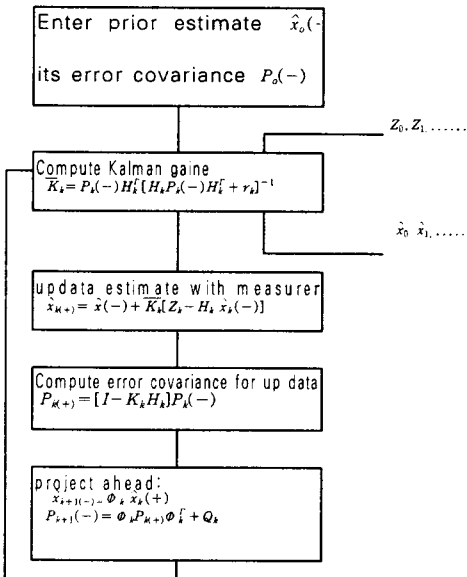 Enter prior estimate x̂ₒ(-
its error covariance Pₒ(−)
Z₀, Z₁, ......
Compute Kalman gaine
K̅ₖ = Pₖ(−)Hₖᵀ[HₖPₖ(−)Hₖᵀ + rₖ]⁻¹
x̂₀ x̂₁, .....
updata estimate with measurer
x̂ₖ₍₊₎ = x̂(−) + K̅ₖ[Zₖ − Hₖ x̂ₖ(−)]
Compute error covariance for up data
Pₖ₍₊₎ = [I − KₖHₖ]Pₖ(−)
project ahead:
x̂ₖ₊₁₍₋₎ = Φₖ x̂ₖ(+)
Pₖ₊₁(−) = ΦₖPₖ₍₊₎Φₖᵀ + Qₖ